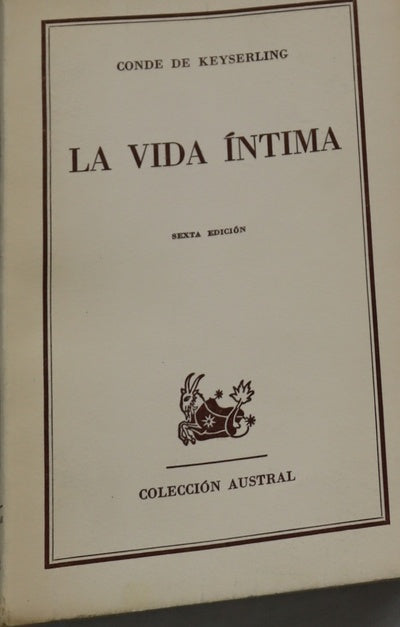 CONDE DE KEYSERLING
LA VIDA ÍNTIMA
SEXTA EDICIÓN
COLECCIÓN AUSTRAL